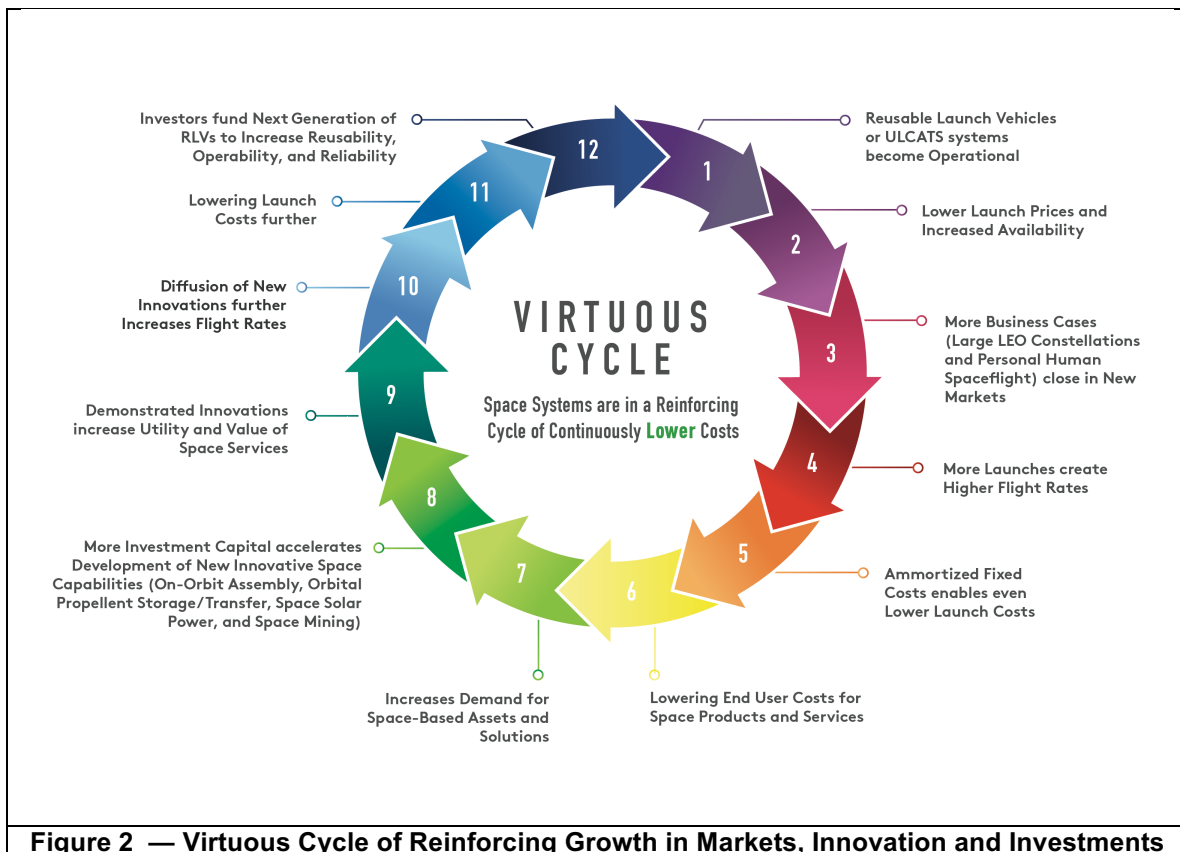 12
Investors fund Next Generation of
RLVs to Increase Reusability,
Operability, and Reliability
1
Reusable Launch Vehicles
or ULCATS systems
become Operational
11
Lowering Launch
Costs further
2
Lower Launch Prices and
Increased Availability
10
Diffusion of New
Innovations further
Increases Flight Rates
VIRTUOUS
CYCLE
Space Systems are in a Reinforcing
Cycle of Continuously Lower Costs
3
More Business Cases
(Large LEO Constellations
and Personal Human
Spaceflight) close in New
Markets
9
Demonstrated Innovations
increase Utility and Value of
Space Services
4
More Launches create
Higher Flight Rates
8
More Investment Capital accelerates
Development of New Innovative Space
Capabilities (On-Orbit Assembly, Orbital
Propellent Storage/Transfer, Space Solar
Power, and Space Mining)
5
Ammortized Fixed
Costs enables even
Lower Launch Costs
7
Increases Demand for
Space-Based Assets and
Solutions
6
Lowering End User Costs for
Space Products and Services
Figure 2 — Virtuous Cycle of Reinforcing Growth in Markets, Innovation and Investments